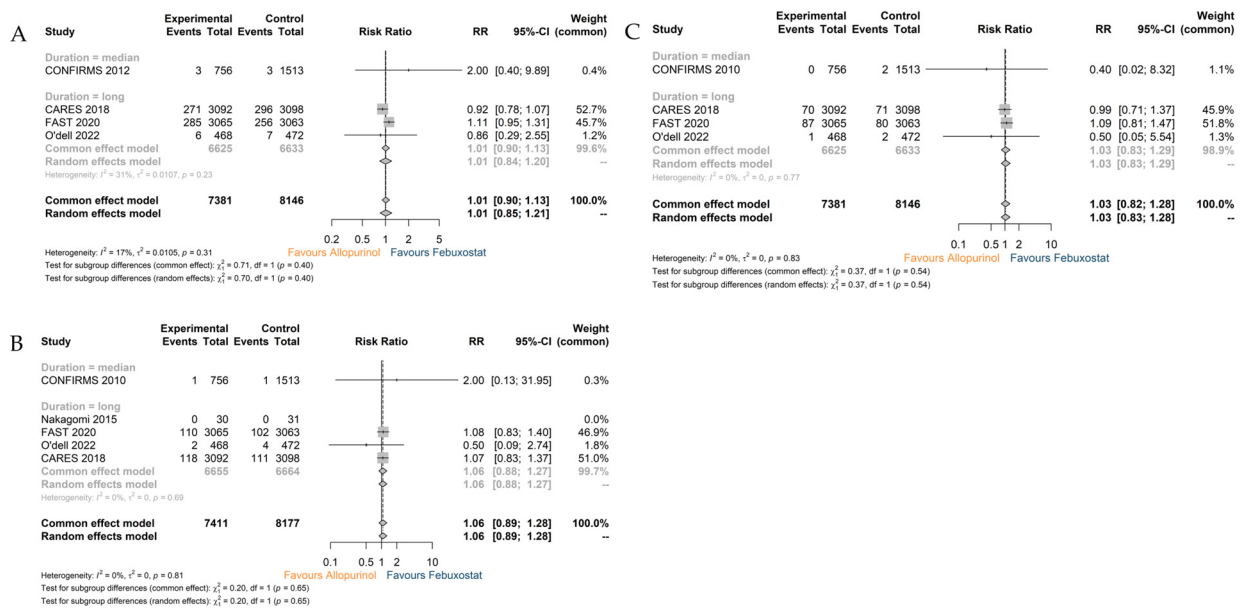 A
Experimental Control Weight
Study Events Total Events Total Risk Ratio RR 95%-CI (common)
Duration = median
CONFIRMS 2012 3 756 3 1513 2.00 [0.40; 9.89] 0.4%
Duration = long
CARES 2018 271 3092 296 3098 0.92 [0.78; 1.07] 52.7%
FAST 2020 285 3065 256 3063 1.11 [0.95; 1.31] 45.7%
O'dell 2022 6 468 7 472 0.86 [0.29; 2.55] 1.2%
Common effect model 6625 6633 1.01 [0.90; 1.13] 99.6%
Random effects model 1.01 [0.84; 1.20] --
Heterogeneity: I² = 31%, τ² = 0.0107, p = 0.23
Common effect model 7381 8146 1.01 [0.90; 1.13] 100.0%
Random effects model 1.01 [0.85; 1.21] --
0.2 0.5 1 2 5
Heterogeneity: I² = 17%, τ² = 0.0105, p = 0.31
Favours Allopurinol Favours Febuxostat
Test for subgroup differences (common effect): χ₁² = 0.71, df = 1 (p = 0.40)
Test for subgroup differences (random effects): χ₁² = 0.70, df = 1 (p = 0.40)
C
Experimental Control Weight
Study Events Total Events Total Risk Ratio RR 95%-CI (common)
Duration = median
CONFIRMS 2010 0 756 2 1513 0.40 [0.02; 8.32] 1.1%
Duration = long
CARES 2018 70 3092 71 3098 0.99 [0.71; 1.37] 45.9%
FAST 2020 87 3065 80 3063 1.09 [0.81; 1.47] 51.8%
O'dell 2022 1 468 2 472 0.50 [0.05; 5.54] 1.3%
Common effect model 6625 6633 1.03 [0.83; 1.29] 98.9%
Random effects model 1.03 [0.83; 1.29] --
Heterogeneity: I² = 0%, τ² = 0, p = 0.77
Common effect model 7381 8146 1.03 [0.82; 1.28] 100.0%
Random effects model 1.03 [0.83; 1.28] --
0.1 0.5 1 2 10
Heterogeneity: I² = 0%, τ² = 0, p = 0.83
Favours Allopurinol Favours Febuxostat
Test for subgroup differences (common effect): χ₁² = 0.37, df = 1 (p = 0.54)
Test for subgroup differences (random effects): χ₁² = 0.37, df = 1 (p = 0.54)
B
Experimental Control Weight
Study Events Total Events Total Risk Ratio RR 95%-CI (common)
Duration = median
CONFIRMS 2010 1 756 1 1513 2.00 [0.13; 31.95] 0.3%
Duration = long
Nakagomi 2015 0 30 0 31 0.0%
FAST 2020 110 3065 102 3063 1.08 [0.83; 1.40] 46.9%
O'dell 2022 2 468 4 472 0.50 [0.09; 2.74] 1.8%
CARES 2018 118 3092 111 3098 1.07 [0.83; 1.37] 51.0%
Common effect model 6655 6664 1.06 [0.88; 1.27] 99.7%
Random effects model 1.06 [0.88; 1.27] --
Heterogeneity: I² = 0%, τ² = 0, p = 0.69
Common effect model 7411 8177 1.06 [0.89; 1.28] 100.0%
Random effects model 1.06 [0.89; 1.28] --
0.1 0.5 1 2 10
Heterogeneity: I² = 0%, τ² = 0, p = 0.81
Favours Allopurinol Favours Febuxostat
Test for subgroup differences (common effect): χ₁² = 0.20, df = 1 (p = 0.65)
Test for subgroup differences (random effects): χ₁² = 0.20, df = 1 (p = 0.65)